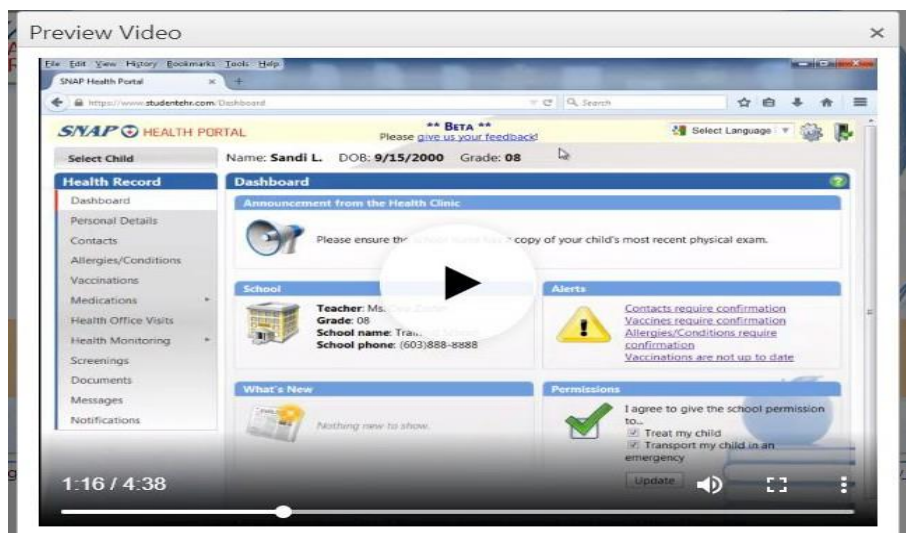 Preview Video ×
File Edit View History Bookmarks Tools Help
SNAP Health Portal × +
https://www.studentehr.com/Dashboard Search
SNAP HEALTH PORTAL
** BETA **
Please give us your feedback!
Select Language
Select Child
Name: Sandi L. DOB: 9/15/2000 Grade: 08
Health Record
Dashboard
Personal Details
Contacts
Allergies/Conditions
Vaccinations
Medications
Health Office Visits
Health Monitoring
Screenings
Documents
Messages
Notifications
Dashboard
Announcement from the Health Clinic
Please ensure the copy of your child's most recent physical exam.
School
Teacher: Ms.
Grade: 08
School name:
School phone: (603)888-8888
Alerts
Contacts require confirmation
Vaccines require confirmation
Allergies/Conditions require
confirmation
Vaccinations are not up to date
What's New
Nothing new to show.
Permissions
I agree to give the school permission
to...
Treat my child
Transport my child in an
emergency
Update
1:16 / 4:38